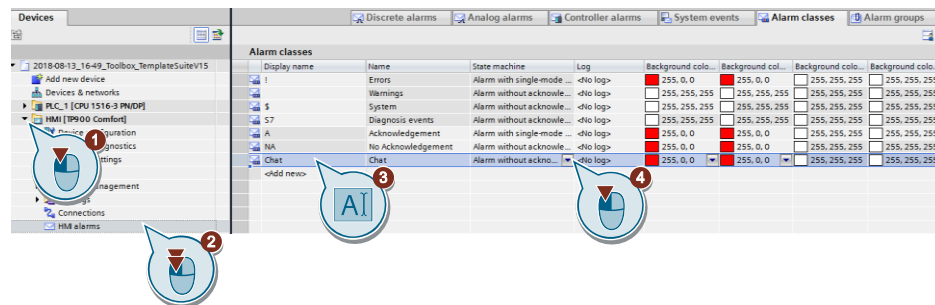 Devices
Discrete alarms Analog alarms Controller alarms System events Alarm classes Alarm groups
Alarm classes
Display name Name State machine Log Background colo... Background col... Background colo... Background colo.
2018-08-13_16-49_Toolbox_TemplateSuiteV15
! Errors Alarm with single-mode ... <No log> 255, 0, 0 255, 0, 0 255, 255, 255 255, 255, 255
Add new device
Warnings Alarm without acknowle... <No log> 255, 255, 255 255, 255, 255 255, 255, 255 255, 255, 255
Devices & networks
$ System Alarm without acknowle... <No log> 255, 255, 255 255, 255, 255 255, 255, 255 255, 255, 255
PLC_1 [CPU 1516-3 PN/DP]
S7 Diagnosis events Alarm without acknowle... <No log> 255, 255, 255 255, 255, 255 255, 255, 255 255, 255, 255
HMI [TP900 Comfort]
A Acknowledgement Alarm with single-mode ... <No log> 255, 0, 0 255, 0, 0 255, 255, 255 255, 255, 255
NA No Acknowledgement Alarm without acknowle... <No log> 255, 0, 0 255, 0, 0 255, 255, 255 255, 255, 255
1
Chat Chat Alarm without ackno... <No log> 255, 0, 0 255, 0, 0 255, 255, 255 255, 255, 255
<Add new>
3
4
AI
Connections
HMI alarms
2